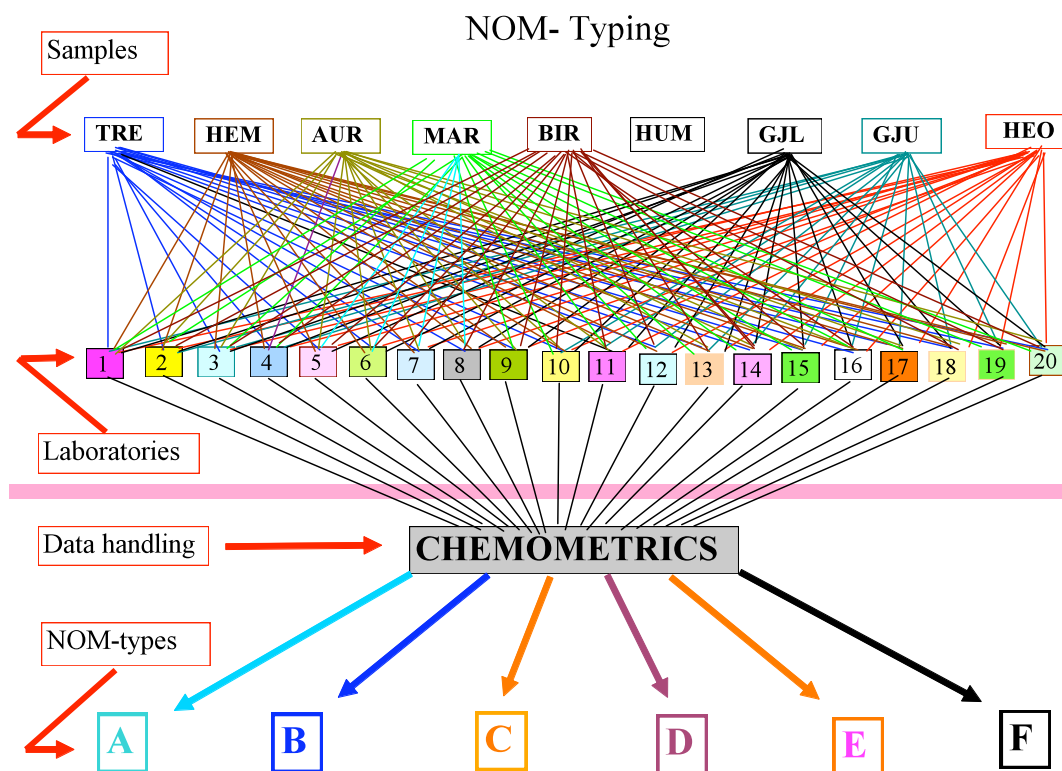 NOM- Typing
Samples
TRE HEM AUR MAR BIR HUM GJL GJU HEO
1 2 3 4 5 6 7 8 9 10 11 12 13 14 15 16 17 18 19 20
Laboratories
Data handling
CHEMOMETRICS
NOM-types
A B C D E F